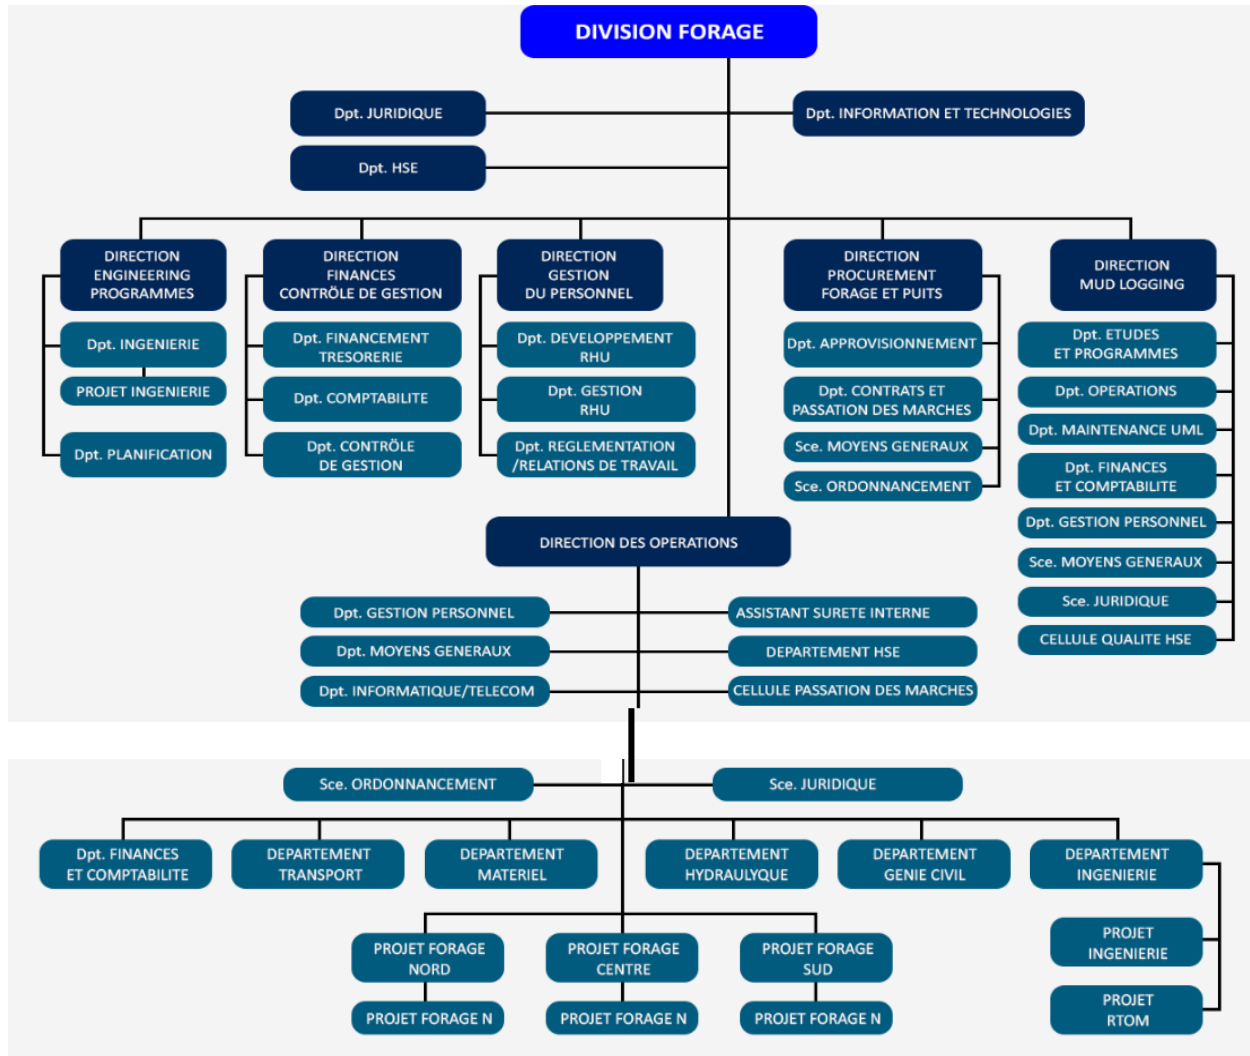 DIVISION FORAGE
Dpt. JURIDIQUE
Dpt. INFORMATION ET TECHNOLOGIES
Dpt. HSE
DIRECTION
ENGINEERING
PROGRAMMES
Dpt. INGENIERIE
PROJET INGENIERIE
Dpt. PLANIFICATION
DIRECTION
FINANCES
CONTRÔLE DE GESTION
Dpt. FINANCEMENT
TRESORERIE
Dpt. COMPTABILITE
Dpt. CONTRÔLE
DE GESTION
DIRECTION
GESTION
DU PERSONNEL
Dpt. DEVELOPPEMENT
RHU
Dpt. GESTION
RHU
Dpt. REGLEMENTATION
/RELATIONS DE TRAVAIL
DIRECTION
PROCUREMENT
FORAGE ET PUITS
Dpt. APPROVISIONNEMENT
Dpt. CONTRATS ET
PASSATION DES MARCHES
Sce. MOYENS GENERAUX
Sce. ORDONNANCEMENT
DIRECTION
MUD LOGGING
Dpt. ETUDES
ET PROGRAMMES
Dpt. OPERATIONS
Dpt. MAINTENANCE UML
Dpt. FINANCES
ET COMPTABILITE
Dpt. GESTION PERSONNEL
Sce. MOYENS GENERAUX
Sce. JURIDIQUE
CELLULE QUALITE HSE
DIRECTION DES OPERATIONS
Dpt. GESTION PERSONNEL
ASSISTANT SURETE INTERNE
Dpt. MOYENS GENERAUX
DEPARTEMENT HSE
Dpt. INFORMATIQUE/TELECOM
CELLULE PASSATION DES MARCHES
Sce. ORDONNANCEMENT
Sce. JURIDIQUE
Dpt. FINANCES
ET COMPTABILITE
DEPARTEMENT
TRANSPORT
DEPARTEMENT
MATERIEL
DEPARTEMENT
HYDRAULYQUE
DEPARTEMENT
GENIE CIVIL
DEPARTEMENT
INGENIERIE
PROJET FORAGE
NORD
PROJET FORAGE
CENTRE
PROJET FORAGE
SUD
PROJET
INGENIERIE
PROJET FORAGE N
PROJET FORAGE N
PROJET FORAGE N
PROJET
RTOM